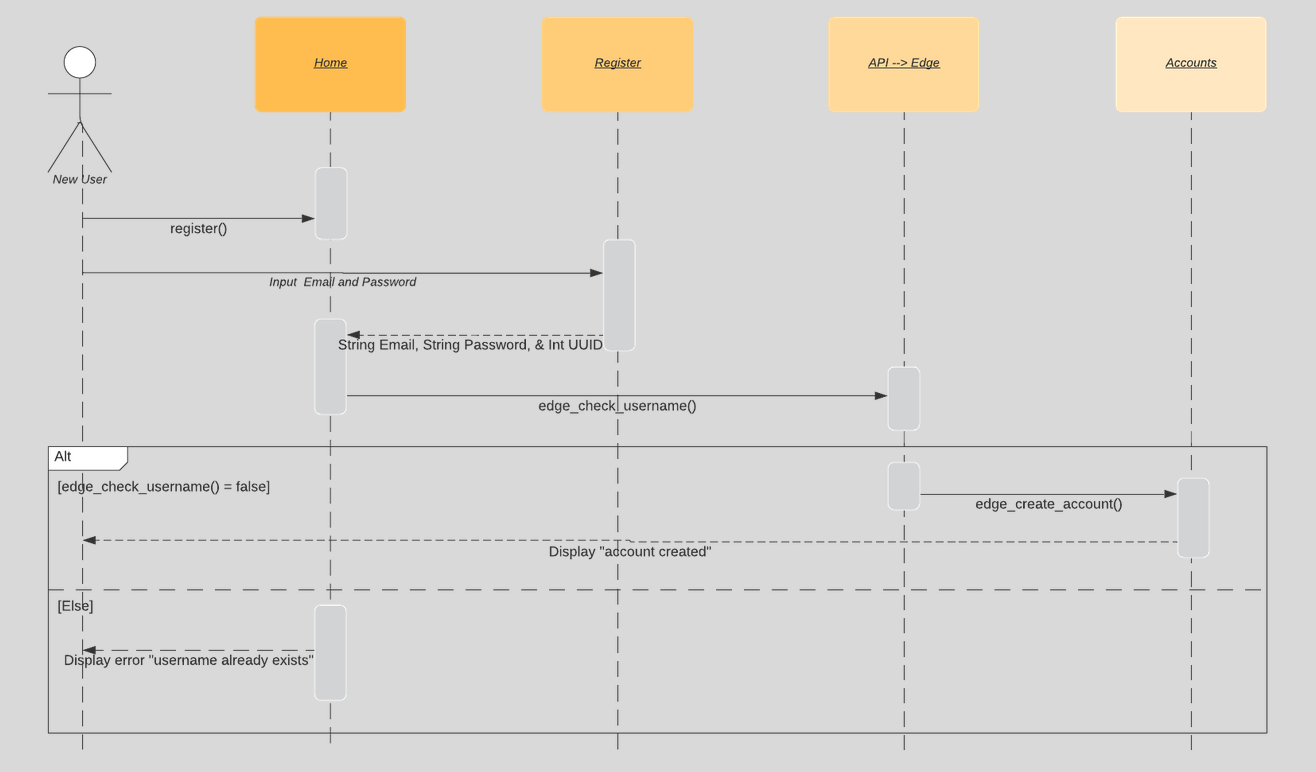 Home
Register
API --> Edge
Accounts
New User
register()
Input  Email and Password
String Email, String Password, & Int UUID
edge_check_username()
Alt
[edge_check_username() = false]
edge_create_account()
Display "account created"
[Else]
Display error "username already exists"